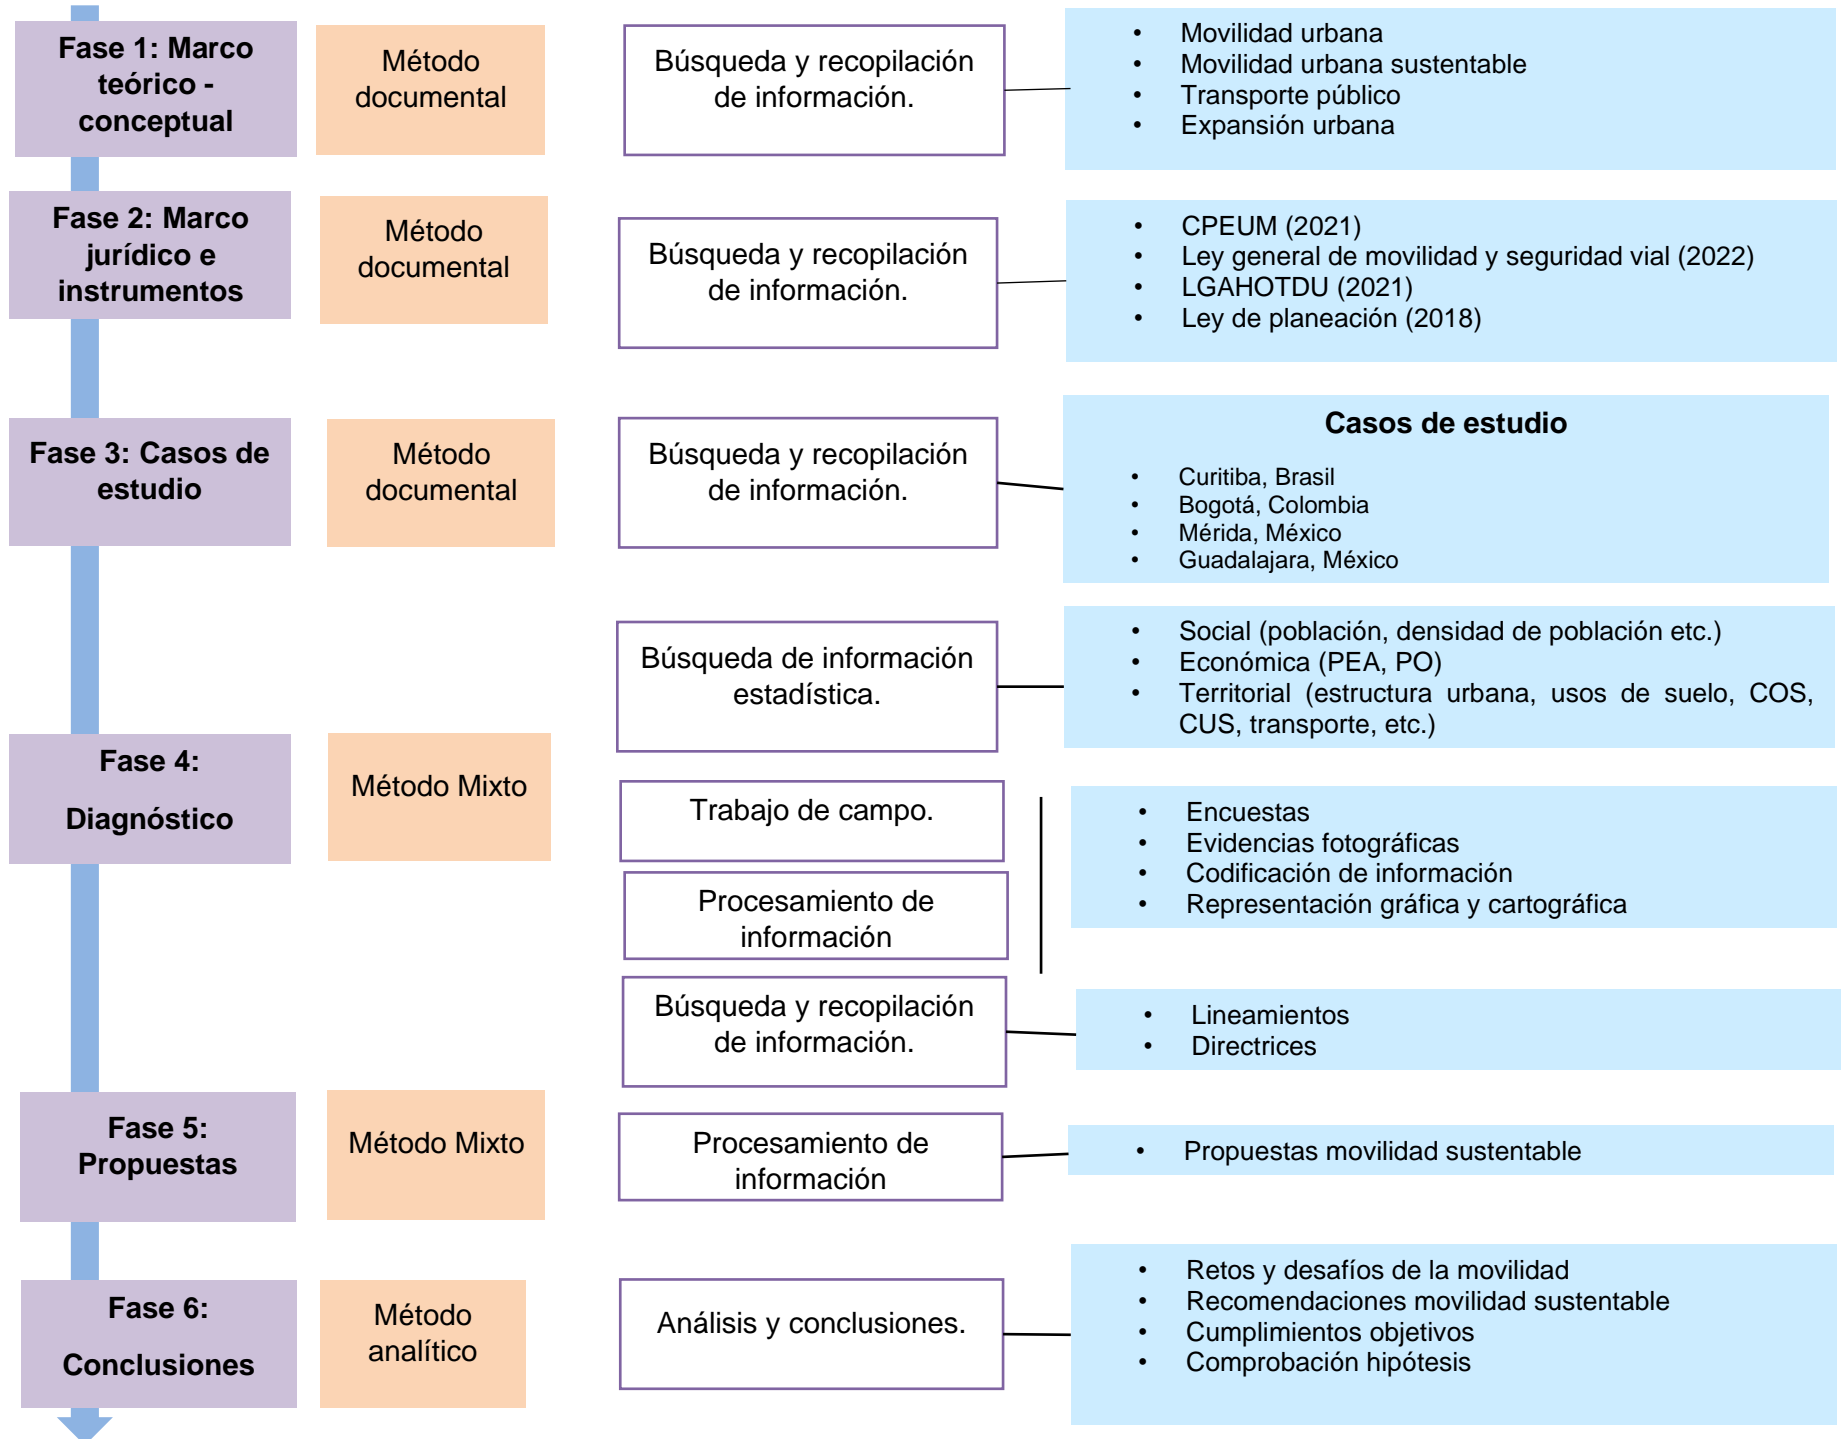 Fase 1: Marco
teórico -
conceptual
Método
documental
Búsqueda y recopilación
de información.
• Movilidad urbana
• Movilidad urbana sustentable
• Transporte público
• Expansión urbana
Fase 2: Marco
jurídico e
instrumentos
Método
documental
Búsqueda y recopilación
de información.
• CPEUM (2021)
• Ley general de movilidad y seguridad vial (2022)
• LGAHOTDU (2021)
• Ley de planeación (2018)
Fase 3: Casos de
estudio
Método
documental
Búsqueda y recopilación
de información.
Casos de estudio
• Curitiba, Brasil
• Bogotá, Colombia
• Mérida, México
• Guadalajara, México
Fase 4:
Diagnóstico
Método Mixto
Búsqueda de información
estadística.
• Social (población, densidad de población etc.)
• Económica (PEA, PO)
• Territorial (estructura urbana, usos de suelo, COS,
CUS, transporte, etc.)
Trabajo de campo.
Procesamiento de
información
• Encuestas
• Evidencias fotográficas
• Codificación de información
• Representación gráfica y cartográfica
Búsqueda y recopilación
de información.
• Lineamientos
• Directrices
Fase 5:
Propuestas
Método Mixto
Procesamiento de
información
• Propuestas movilidad sustentable
Fase 6:
Conclusiones
Método
analítico
Análisis y conclusiones.
• Retos y desafíos de la movilidad
• Recomendaciones movilidad sustentable
• Cumplimientos objetivos
• Comprobación hipótesis